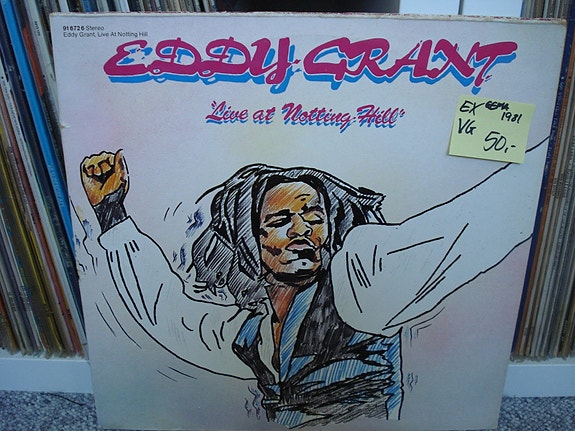 91 672 6 Stereo
Eddy Grant, Live At Notting Hill
EDDY GRANT
"Live at Notting Hill"
EX GEMA
1981
VG 50,-